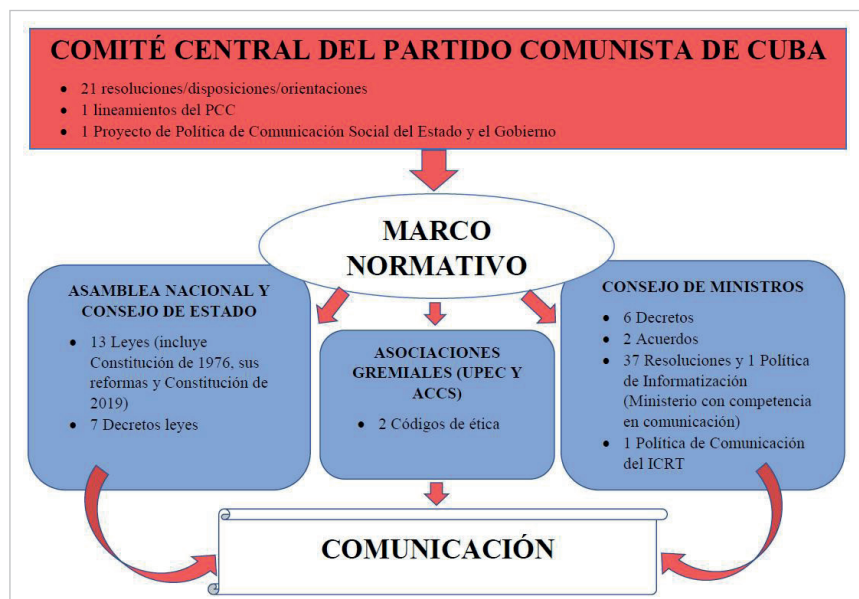 COMITÉ CENTRAL DEL PARTIDO COMUNISTA DE CUBA
• 21 resoluciones/disposiciones/orientaciones
• 1 lineamientos del PCC
• 1 Proyecto de Política de Comunicación Social del Estado y el Gobierno
MARCO
NORMATIVO
ASAMBLEA NACIONAL Y
CONSEJO DE ESTADO
• 13 Leyes (incluye
Constitución de 1976, sus
reformas y Constitución de
2019)
• 7 Decretos leyes
ASOCIACIONES
GREMIALES (UPEC Y
ACCS)
• 2 Códigos de ética
CONSEJO DE MINISTROS
• 6 Decretos
• 2 Acuerdos
• 37 Resoluciones y 1 Política
de Informatización
(Ministerio con competencia
en comunicación)
• 1 Política de Comunicación
del ICRT
COMUNICACIÓN